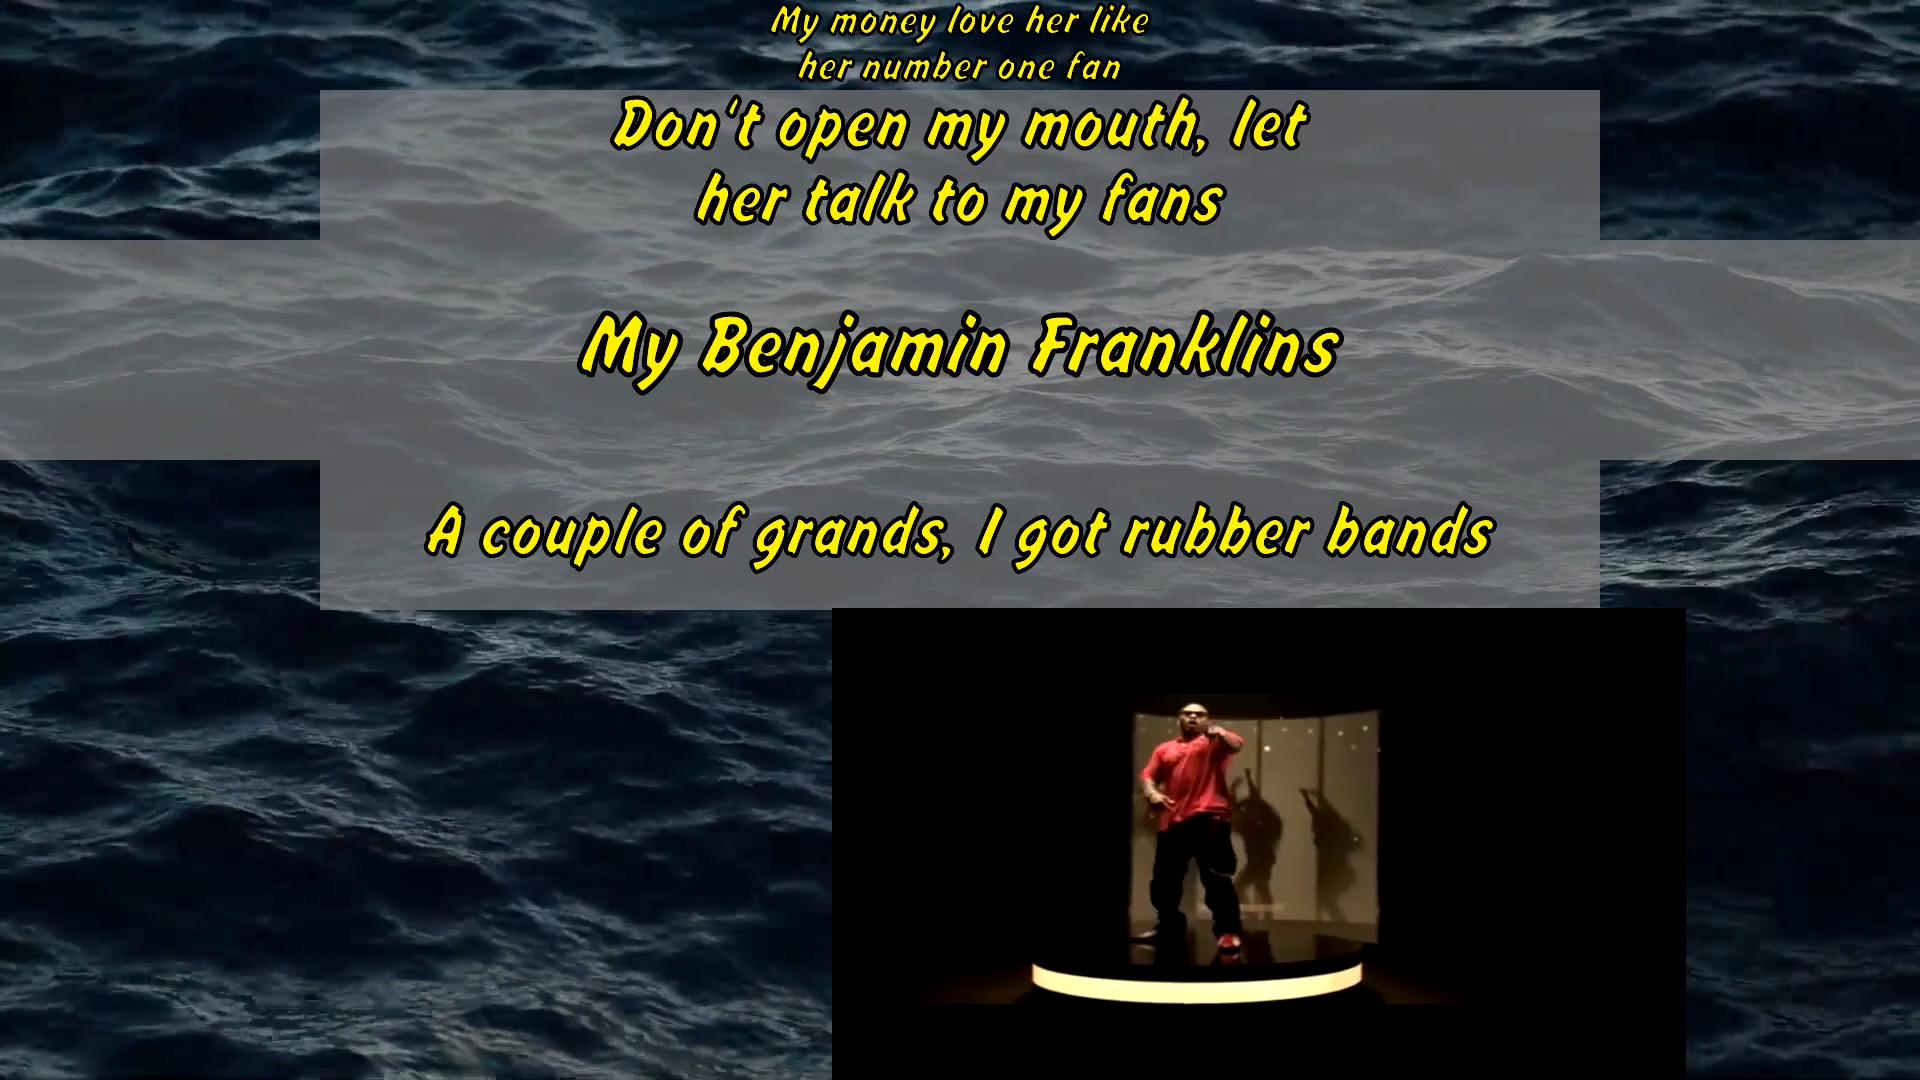 My money love her like
her number one fan
Don't open my mouth, let
her talk to my fans
My Benjamin Franklins
A couple of grands, I got rubber bands